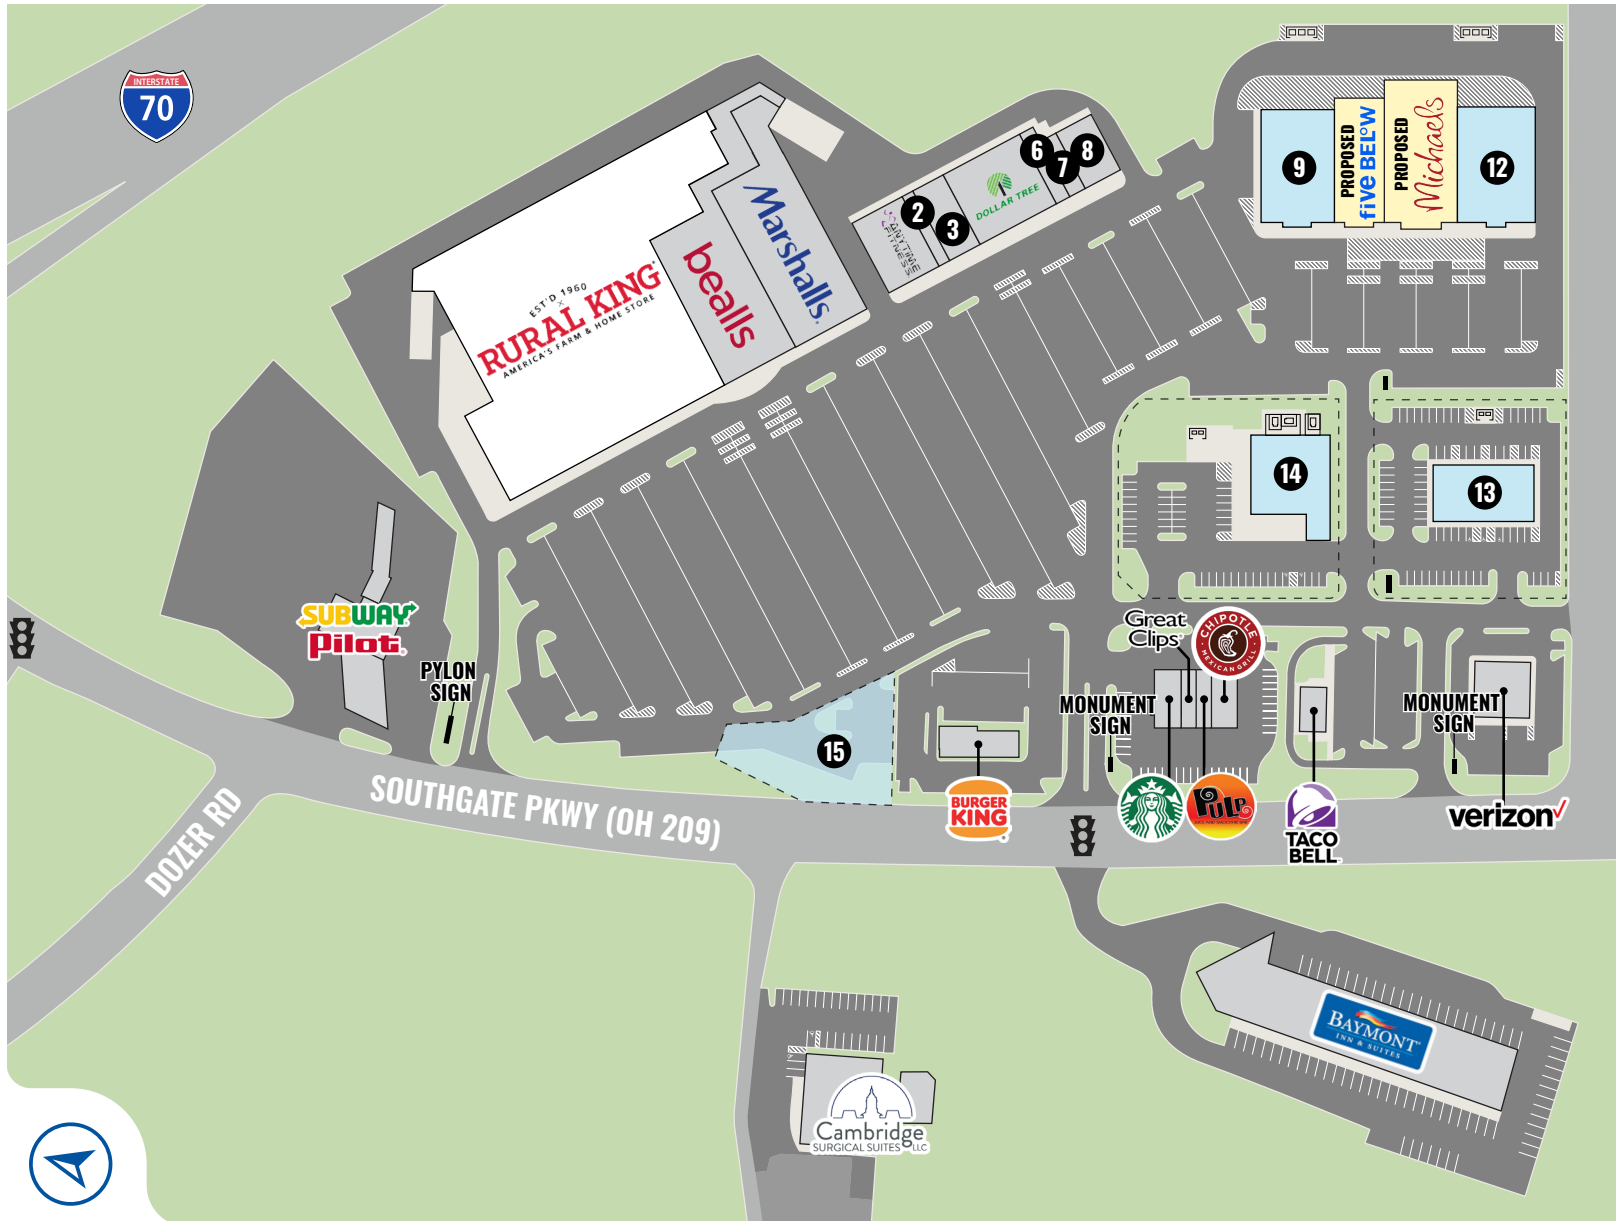 INTERSTATE
70
RURAL KING
EST'D 1960
AMERICA'S FARM & HOME STORE
bealls
Marshalls.
ANYTIME
FITNESS
2
3
DOLLAR TREE
6
7
8
9
PROPOSED
five BELOW
PROPOSED
Michaels
12
14
13
SUBWAY
Pilot
PYLON
SIGN
15
BURGER
KING
MONUMENT
SIGN
Great
Clips
CHIPOTLE
MEXICAN GRILL
PULP
TACO
BELL
MONUMENT
SIGN
verizon
SOUTHGATE PKWY (OH 209)
DOZER RD
BAYMONT
INN & SUITES
Cambridge
SURGICAL SUITES LLC